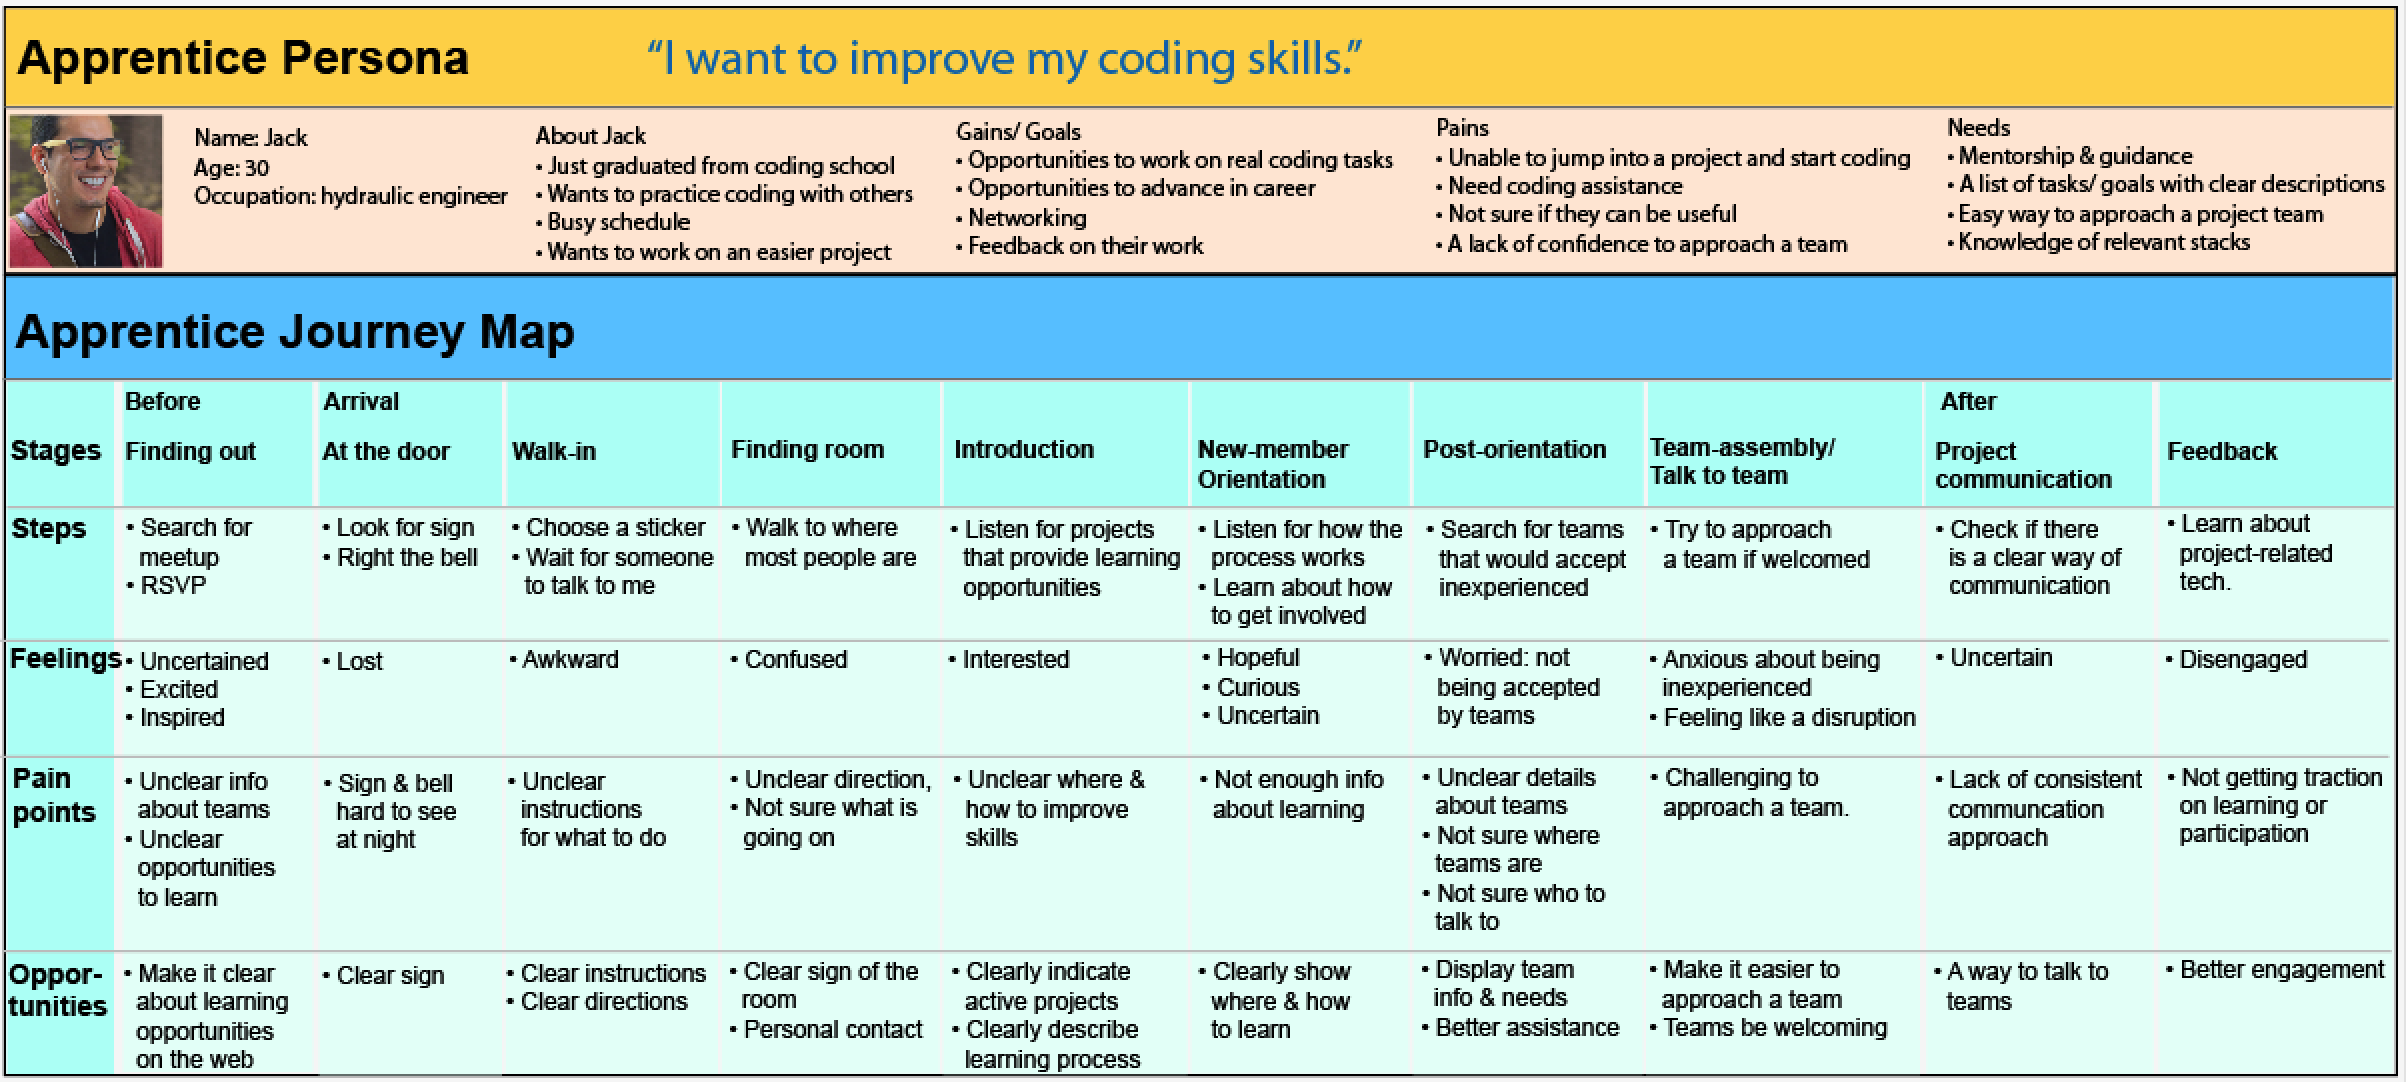 Apprentice Persona
“I want to improve my coding skills.”
Name: Jack
Age: 30
Occupation: hydraulic engineer
About Jack
• Just graduated from coding school
• Wants to practice coding with others
• Busy schedule
• Wants to work on an easier project
Gains/ Goals
• Opportunities to work on real coding tasks
• Opportunities to advance in career
• Networking
• Feedback on their work
Pains
• Unable to jump into a project and start coding
• Need coding assistance
• Not sure if they can be useful
• A lack of confidence to approach a team
Needs
• Mentorship & guidance
• A list of tasks/ goals with clear descriptions
• Easy way to approach a project team
• Knowledge of relevant stacks
Apprentice Journey Map
Stages
Before
Finding out
Arrival
At the door
Walk-in
Finding room
Introduction
New-member
Orientation
Post-orientation
Team-assembly/
Talk to team
After
Project
communication
Feedback
Steps
• Search for
meetup
• RSVP
• Look for sign
• Right the bell
• Choose a sticker
• Wait for someone
to talk to me
• Walk to where
most people are
• Listen for projects
that provide learning
opportunities
• Listen for how the
process works
• Learn about how
to get involved
• Search for teams
that would accept
inexperienced
• Try to approach
a team if welcomed
• Check if there
is a clear way of
communication
• Learn about
project-related
tech.
Feelings
• Uncertained
• Excited
• Inspired
• Lost
• Awkward
• Confused
• Interested
• Hopeful
• Curious
• Uncertain
• Worried: not
being accepted
by teams
• Anxious about being
inexperienced
• Feeling like a disruption
• Uncertain
• Disengaged
Pain
points
• Unclear info
about teams
• Unclear
opportunities
to learn
• Sign & bell
hard to see
at night
• Unclear
instructions
for what to do
• Unclear direction,
• Not sure what is
going on
• Unclear where &
how to improve
skills
• Not enough info
about learning
• Unclear details
about teams
• Not sure where
teams are
• Not sure who to
talk to
• Challenging to
approach a team.
• Lack of consistent
communcation
approach
• Not getting traction
on learning or
participation
Oppor-
tunities
• Make it clear
about learning
opportunities
on the web
• Clear sign
• Clear instructions
• Clear directions
• Clear sign of the
room
• Personal contact
• Clearly indicate
active projects
• Clearly describe
learning process
• Clearly show
where & how
to learn
• Display team
info & needs
• Better assistance
• Make it easier to
approach a team
• Teams be welcoming
• A way to talk to
teams
• Better engagement